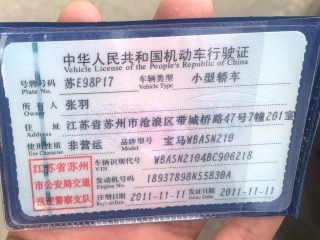 中华人民共和国机动车行驶证
Vehicle License of the People's Republic of China
号牌号码 苏E98P17 车辆类型 小型轿车
Plate No. Vehicle Type
所有人 张羽
Owner
住址 江苏省苏州市沧浪区带城桥路47号7幢201室
Address
使用性质 非营运 品牌型号 宝马WBASN210
Use Character Model
江苏省苏州市公安局交通巡逻警察支队
车辆识别代号 WBASN2104BC906218
VIN
发动机号码 18937898N55B30A
Engine No.
注册日期 2011-11-11 发证日期 2011-11-11